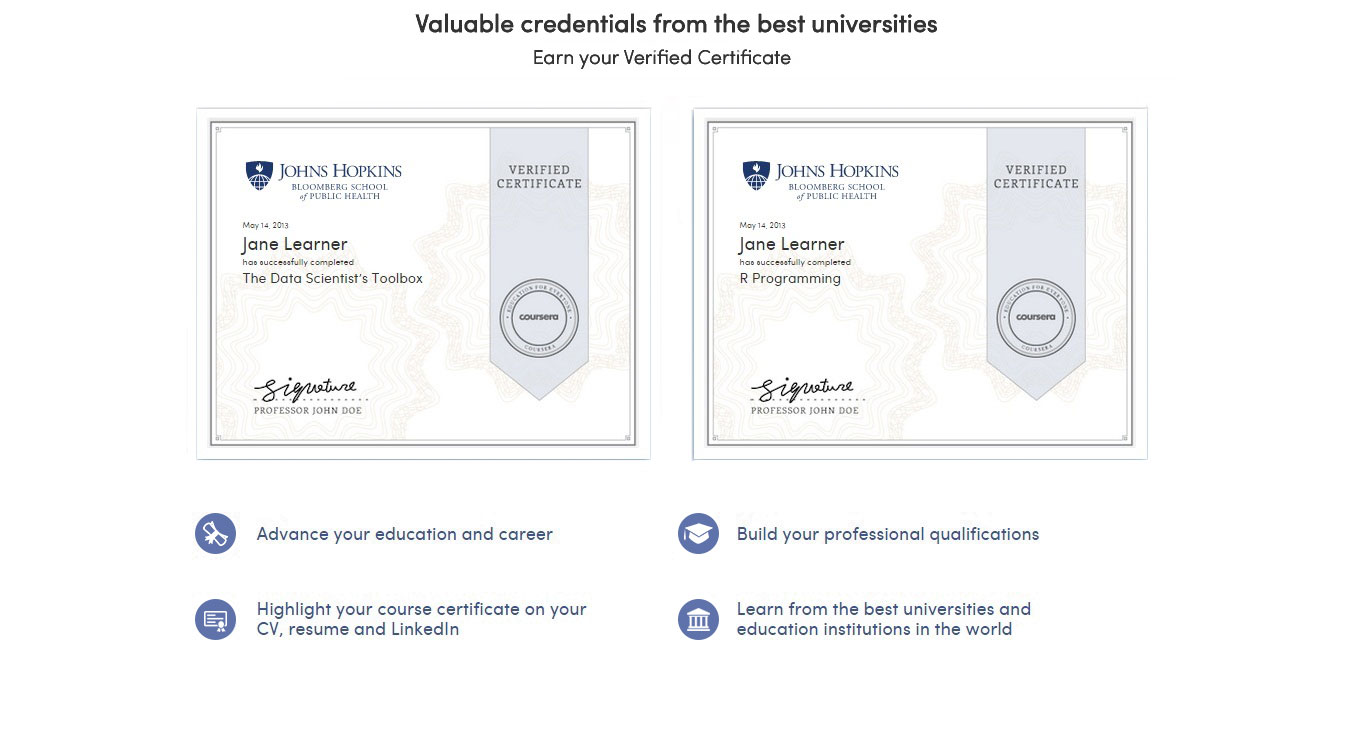 Valuable credentials from the best universities
Earn your Verified Certificate
JOHNS HOPKINS
BLOOMBERG SCHOOL
of PUBLIC HEALTH
May 14, 2013
Jane Learner
has successfully completed
The Data Scientist's Toolbox
VERIFIED
CERTIFICATE
EDUCATION FOR EVERYONE
coursera
COURSERA
signature
PROFESSOR JOHN DOE
JOHNS HOPKINS
BLOOMBERG SCHOOL
of PUBLIC HEALTH
May 14, 2013
Jane Learner
has successfully completed
R Programming
VERIFIED
CERTIFICATE
EDUCATION FOR EVERYONE
coursera
COURSERA
signature
PROFESSOR JOHN DOE
Advance your education and career
Build your professional qualifications
Highlight your course certificate on your
CV, resume and LinkedIn
Learn from the best universities and
education institutions in the world